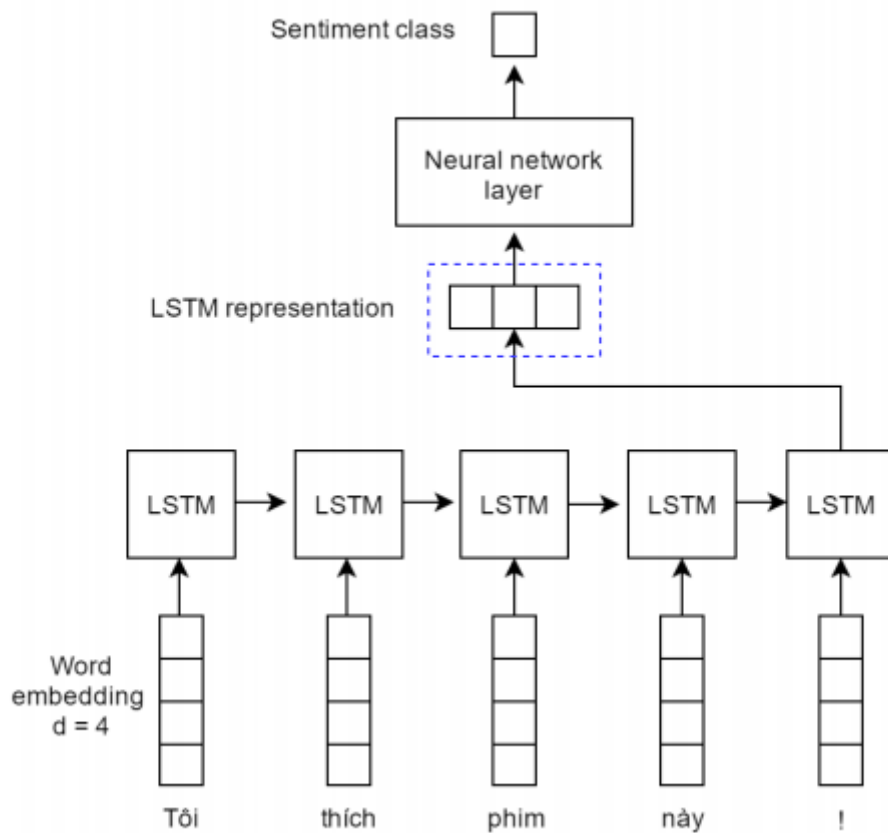 Sentiment class
Neural network
layer
LSTM representation
LSTM
LSTM
LSTM
LSTM
LSTM
Word
embedding
d = 4
Tôi
thích
phim
này
!